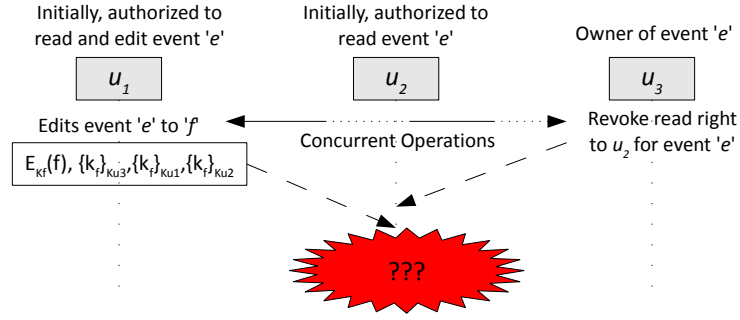 Initially, authorized to
read and edit event 'e'
Initially, authorized to
read event 'e'
Owner of event 'e'
u1
u2
u3
Edits event 'e' to 'f'
Concurrent Operations
Revoke read right
to u2 for event 'e'
EKf(f), {kf}Ku3,{kf}Ku1,{kf}Ku2
???